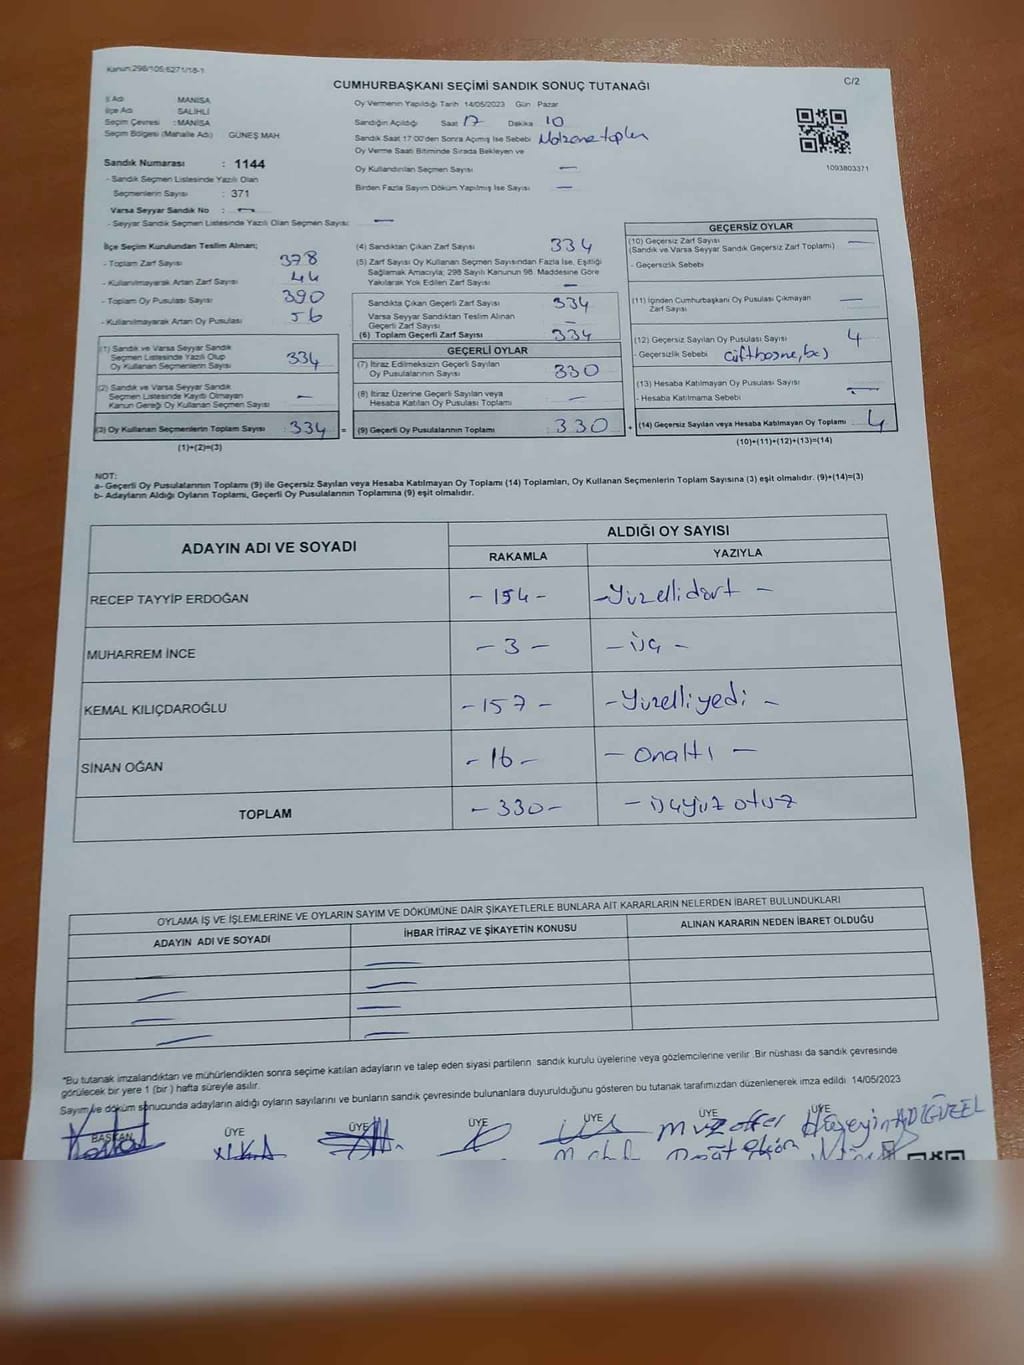 Kanun:298/105;6271/18-1
C/2
CUMHURBAŞKANI SEÇİMİ SANDIK SONUÇ TUTANAĞI
İl Adı MANİSA
İlçe Adı SALİHLİ
Seçim Çevresi : MANİSA
Seçim Bölgesi (Mahalle Adı) GÜNEŞ MAH
Sandık Numarası : 1144
- Sandık Seçmen Listesinde Yazılı Olan
Seçmenlerin Sayısı : 371
Varsa Seyyar Sandık No : —
- Seyyar Sandık Seçmen Listesinde Yazılı Olan Seçmen Sayısı: —
Oy Vermenin Yapıldığı Tarih 14/05/2023 Gün Pazar
Sandığın Açıldığı Saat 17 Dakika 10
Sandık Saat 17:00'den Sonra Açılmış İse Sebebi
Oy Verme Saati Bitiminde Sırada Bekleyen ve
Oy Kullandırılan Seçmen Sayısı —
Birden Fazla Sayım Döküm Yapılmış İse Sayısı —
1093803371
İlçe Seçim Kurulundan Teslim Alınan;
- Toplam Zarf Sayısı 378
- Kullanılmayarak Artan Zarf Sayısı 44
- Toplam Oy Pusulası Sayısı 390
- Kullanılmayarak Artan Oy Pusulası 56
(1) Sandık ve Varsa Seyyar Sandık
Seçmen Listesinde Yazılı Olup
Oy Kullanan Seçmenlerin Sayısı 334
(2) Sandık ve Varsa Seyyar Sandık
Seçmen Listesinde Kayıtlı Olmayan
Kanun Gereği Oy Kullanan Seçmen Sayısı —
(3) Oy Kullanan Seçmenlerin Toplam Sayısı 334 =
(1)+(2)=(3)
(4) Sandıktan Çıkan Zarf Sayısı 334
(5) Zarf Sayısı Oy Kullanan Seçmen Sayısından Fazla İse, Eşitliği
Sağlamak Amacıyla; 298 Sayılı Kanunun 98. Maddesine Göre
Yakılarak Yok Edilen Zarf Sayısı —
Sandıkta Çıkan Geçerli Zarf Sayısı 334
Varsa Seyyar Sandıktan Teslim Alınan
Geçerli Zarf Sayısı —
(6) Toplam Geçerli Zarf Sayısı 334
GEÇERLİ OYLAR
(7) İtiraz Edilmeksizin Geçerli Sayılan
Oy Pusulalarının Sayısı 330
(8) İtiraz Üzerine Geçerli Sayılan veya
Hesaba Katılan Oy Pusulası Toplamı —
(9) Geçerli Oy Pusulalarının Toplamı 330 +
GEÇERSİZ OYLAR
(10) Geçersiz Zarf Sayısı —
(Sandık ve Varsa Seyyar Sandık Geçersiz Zarf Toplamı)
- Geçersizlik Sebebi
(11) İçinden Cumhurbaşkanı Oy Pusulası Çıkmayan
Zarf Sayısı —
(12) Geçersiz Sayılan Oy Pusulası Sayısı 4
- Geçersizlik Sebebi
(13) Hesaba Katılmayan Oy Pusulası Sayısı —
- Hesaba Katılmama Sebebi
(14) Geçersiz Sayılan veya Hesaba Katılmayan Oy Toplamı 4
(10)+(11)+(12)+(13)=(14)
NOT:
a- Geçerli Oy Pusulalarının Toplamı (9) ile Geçersiz Sayılan veya Hesaba Katılmayan Oy Toplamı (14) Toplamları, Oy Kullanan Seçmenlerin Toplam Sayısına (3) eşit olmalıdır. (9)+(14)=(3)
b- Adayların Aldığı Oyların Toplamı, Geçerli Oy Pusulalarının Toplamına (9) eşit olmalıdır.
ADAYIN ADI VE SOYADI ALDIĞI OY SAYISI
RAKAMLA YAZIYLA
RECEP TAYYİP ERDOĞAN - 154 - - Yüzellidört -
MUHARREM İNCE - 3 - - üç -
KEMAL KILIÇDAROĞLU - 157 - - Yüzelliyedi -
SİNAN OĞAN - 16 - - onaltı -
TOPLAM - 330 - - üçyüz otuz
OYLAMA İŞ VE İŞLEMLERİNE VE OYLARIN SAYIM VE DÖKÜMÜNE DAİR ŞİKAYETLERLE BUNLARA AİT KARARLARIN NELERDEN İBARET BULUNDUKLARI
ADAYIN ADI VE SOYADI İHBAR İTİRAZ VE ŞİKAYETİN KONUSU ALINAN KARARIN NEDEN İBARET OLDUĞU
*Bu tutanak imzalandıktan ve mühürlendikten sonra seçime katılan adayların ve talep eden siyasi partilerin sandık kurulu üyelerine veya gözlemcilerine verilir .Bir nüshası da sandık çevresinde
görülecek bir yere 1 (bir ) hafta süreyle asılır.
Sayım ve döküm sonucunda adayların aldığı oyların sayılarını ve bunların sandık çevresinde bulunanlara duyurulduğunu gösteren bu tutanak tarafımızdan düzenlenerek imza edildi. 14/05/2023
BAŞKAN ÜYE ÜYE ÜYE ÜYE ÜYE ÜYE
Muzaffer Hüseyin ADIGÜZEL